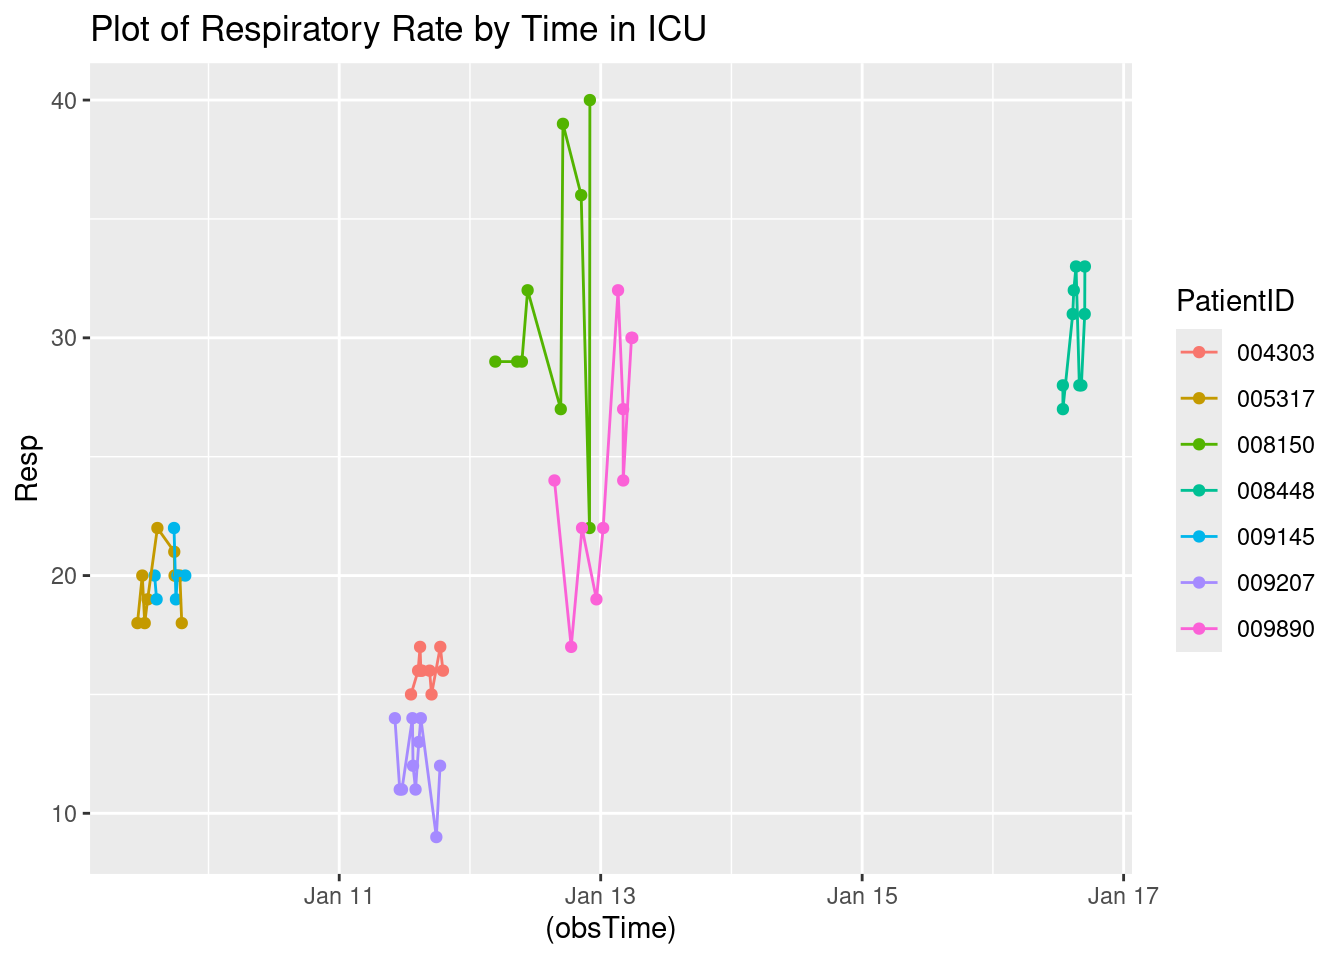 Plot of Respiratory Rate by Time in ICU
40
30
20
10
Resp
Jan 11
Jan 13
Jan 15
Jan 17
(obsTime)
PatientID
004303
005317
008150
008448
009145
009207
009890